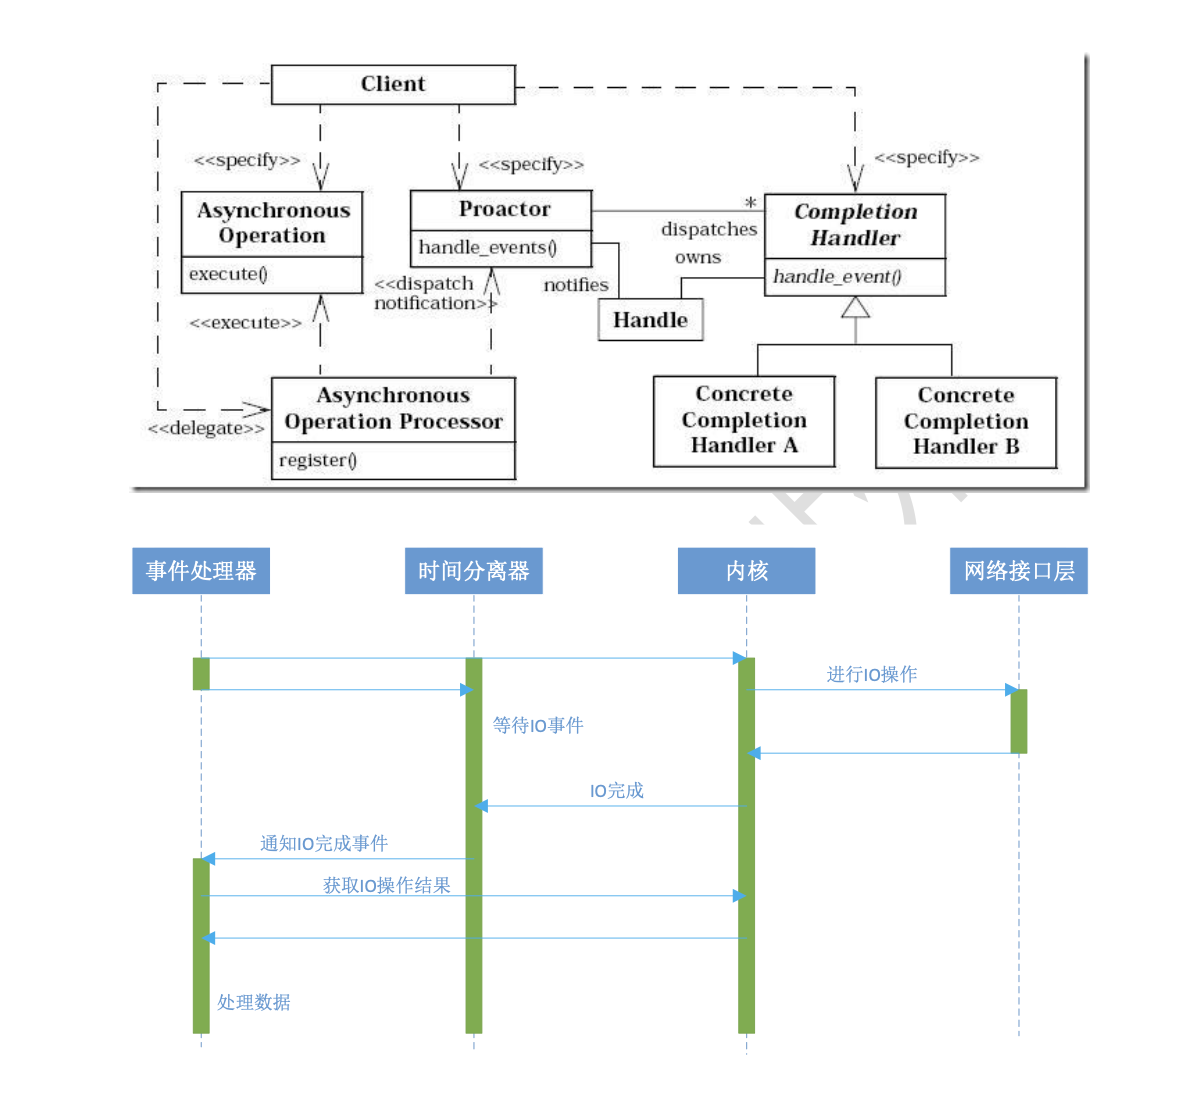 Client
<<specify>>
<<specify>>
<<specify>>
Asynchronous
Operation
execute()
Proactor
handle_events()
*
dispatches
owns
Completion
Handler
handle_event()
<<dispatch
notification>>
notifies
Handle
<<execute>>
Asynchronous
Operation Processor
register()
<<delegate>>
Concrete
Completion
Handler A
Concrete
Completion
Handler B
事件处理器
时间分离器
内核
网络接口层
进行IO操作
等待IO事件
IO完成
通知IO完成事件
获取IO操作结果
处理数据